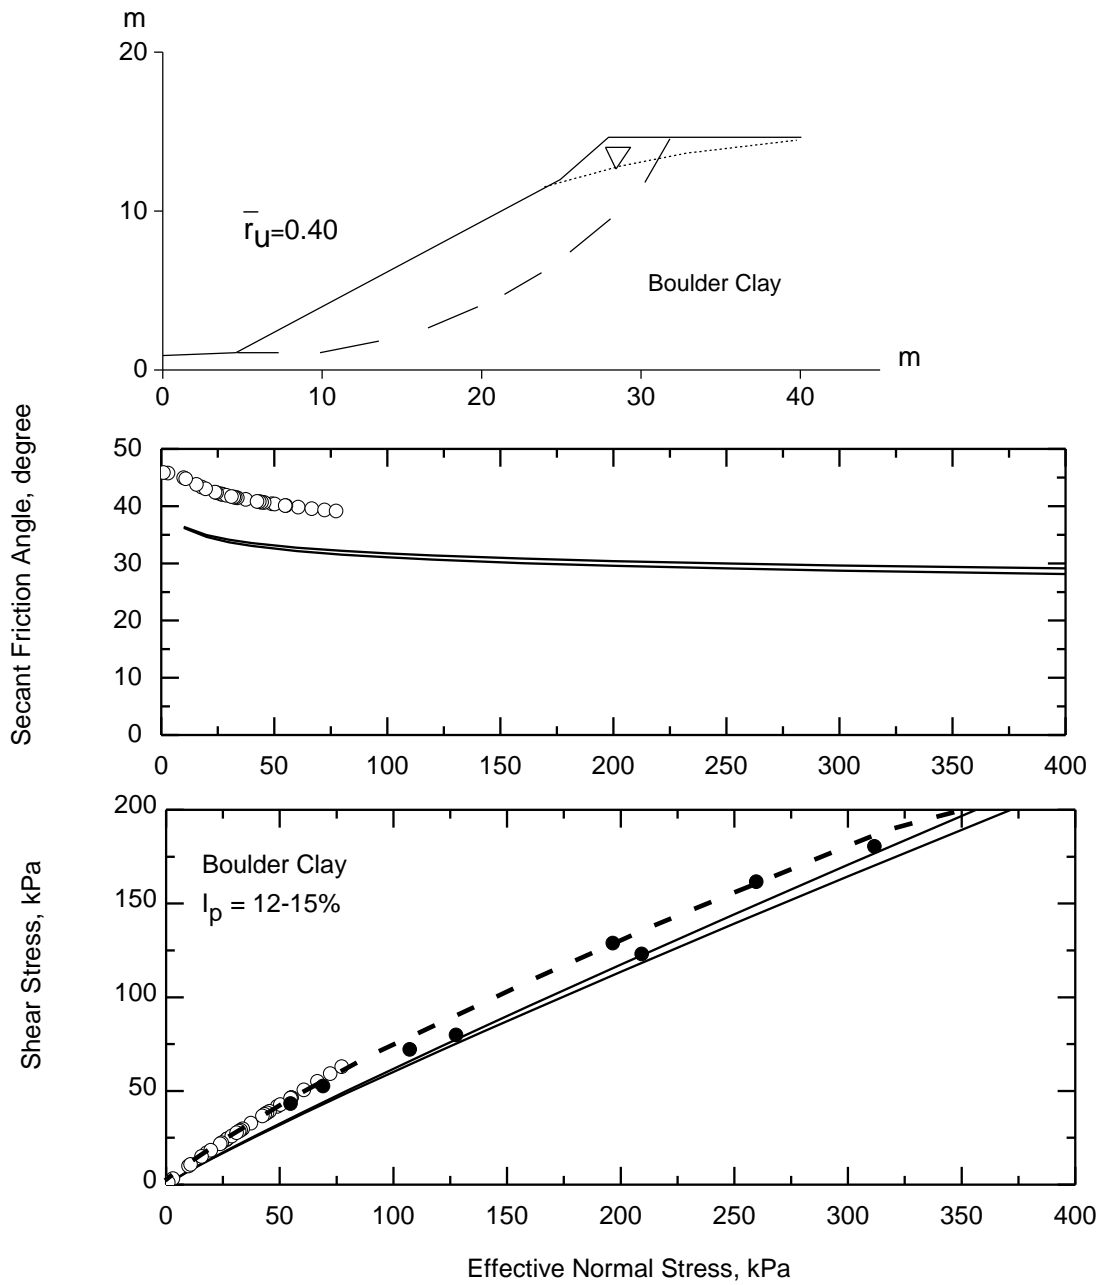 m
20
10
r̅u=0.40
Boulder Clay
0
m
0 10 20 30 40
Secant Friction Angle, degree
50
40
30
20
10
0
0 50 100 150 200 250 300 350 400
Shear Stress, kPa
200
Boulder Clay
150
Ip = 12-15%
100
50
0
0 50 100 150 200 250 300 350 400
Effective Normal Stress, kPa